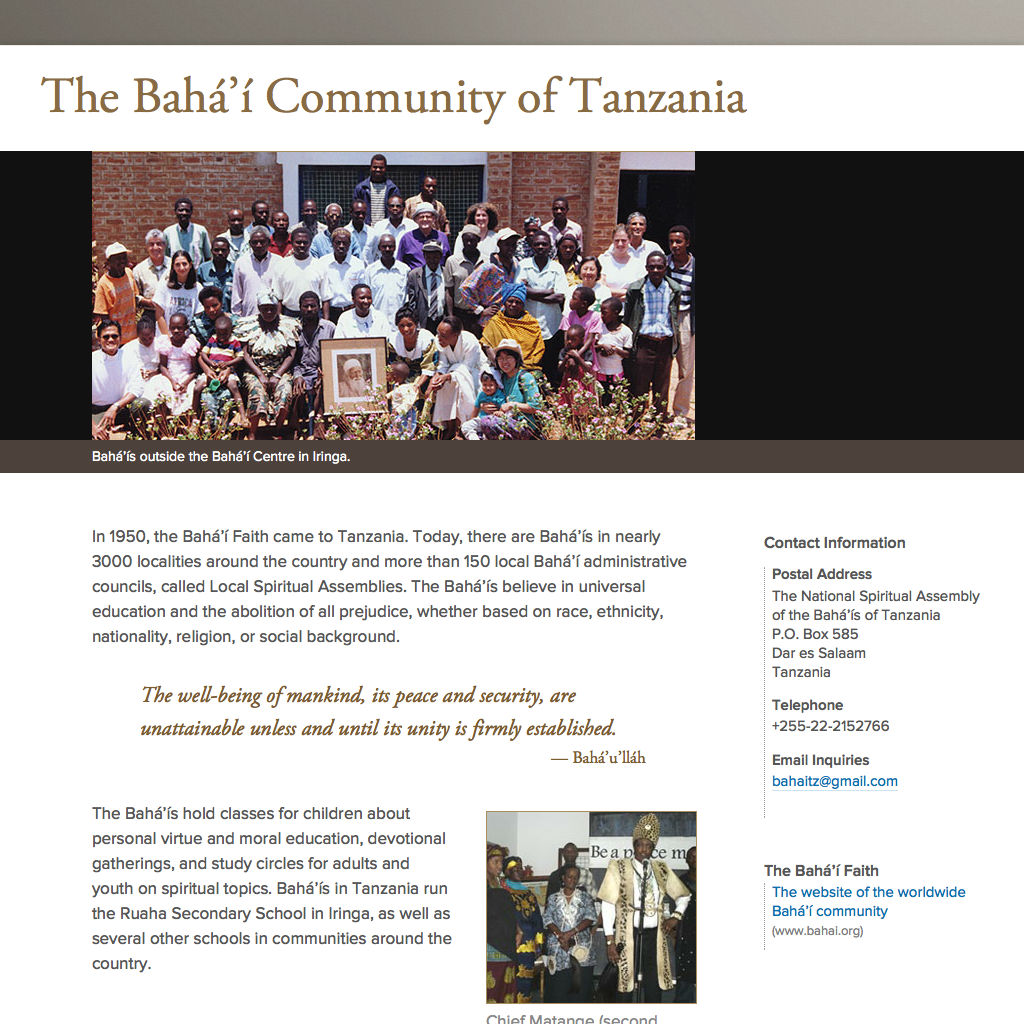 The Bahá’í Community of Tanzania
Bahá’ís outside the Bahá’í Centre in Iringa.
In 1950, the Bahá’í Faith came to Tanzania. Today, there are Bahá’ís in nearly
3000 localities around the country and more than 150 local Bahá’í administrative
councils, called Local Spiritual Assemblies. The Bahá’ís believe in universal
education and the abolition of all prejudice, whether based on race, ethnicity,
nationality, religion, or social background.
The well-being of mankind, its peace and security, are
unattainable unless and until its unity is firmly established.
— Bahá’u’lláh
The Bahá’ís hold classes for children about
personal virtue and moral education, devotional
gatherings, and study circles for adults and
youth on spiritual topics. Bahá’ís in Tanzania run
the Ruaha Secondary School in Iringa, as well as
several other schools in communities around the
country.
Be a
Chief Matange (second
Contact Information
Postal Address
The National Spiritual Assembly
of the Bahá’ís of Tanzania
P.O. Box 585
Dar es Salaam
Tanzania
Telephone
+255-22-2152766
Email Inquiries
bahaitz@gmail.com
The Bahá’í Faith
The website of the worldwide
Bahá’í community
(www.bahai.org)